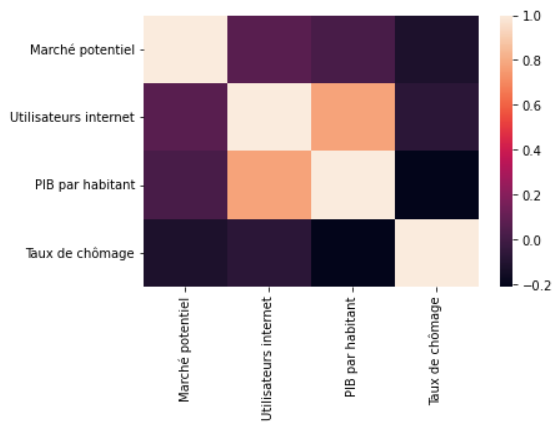 Marché potentiel
Utilisateurs internet
PIB par habitant
Taux de chômage
1.0
0.8
0.6
0.4
0.2
0.0
−0.2
Marché potentiel
Utilisateurs internet
PIB par habitant
Taux de chômage